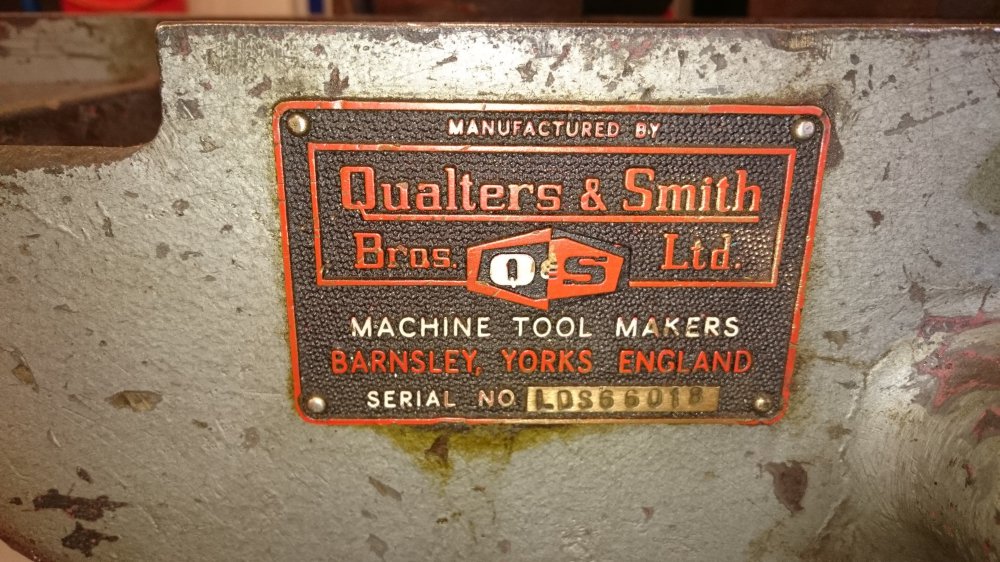 MANUFACTURED BY
Qualters & Smith
Bros. Q&S Ltd.
MACHINE TOOL MAKERS
BARNSLEY, YORKS ENGLAND
SERIAL NO LDS66018